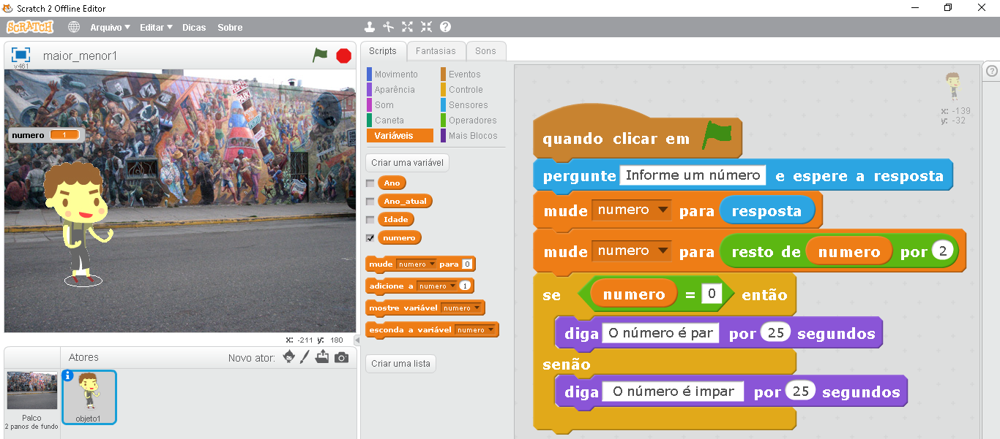 Scratch 2 Offline Editor
SCRATCH Arquivo Editar Dicas Sobre
v461
maior_menor1
numero 1
X: -211 y: 180
Atores
Novo ator:
Palco
2 panos de fundo
objeto1
Scripts Fantasias Sons
Movimento Eventos
Aparência Controle
Som Sensores
Caneta Operadores
Variáveis Mais Blocos
Criar uma variável
Ano
Ano_atual
Idade
numero
mude numero para 0
adicione a numero 1
mostre variável numero
esconda a variável numero
Criar uma lista
x: -139
y: -32
quando clicar em
pergunte Informe um número e espere a resposta
mude numero para resposta
mude numero para resto de numero por 2
se numero = 0 então
diga O número é par por 25 segundos
senão
diga O número é impar por 25 segundos